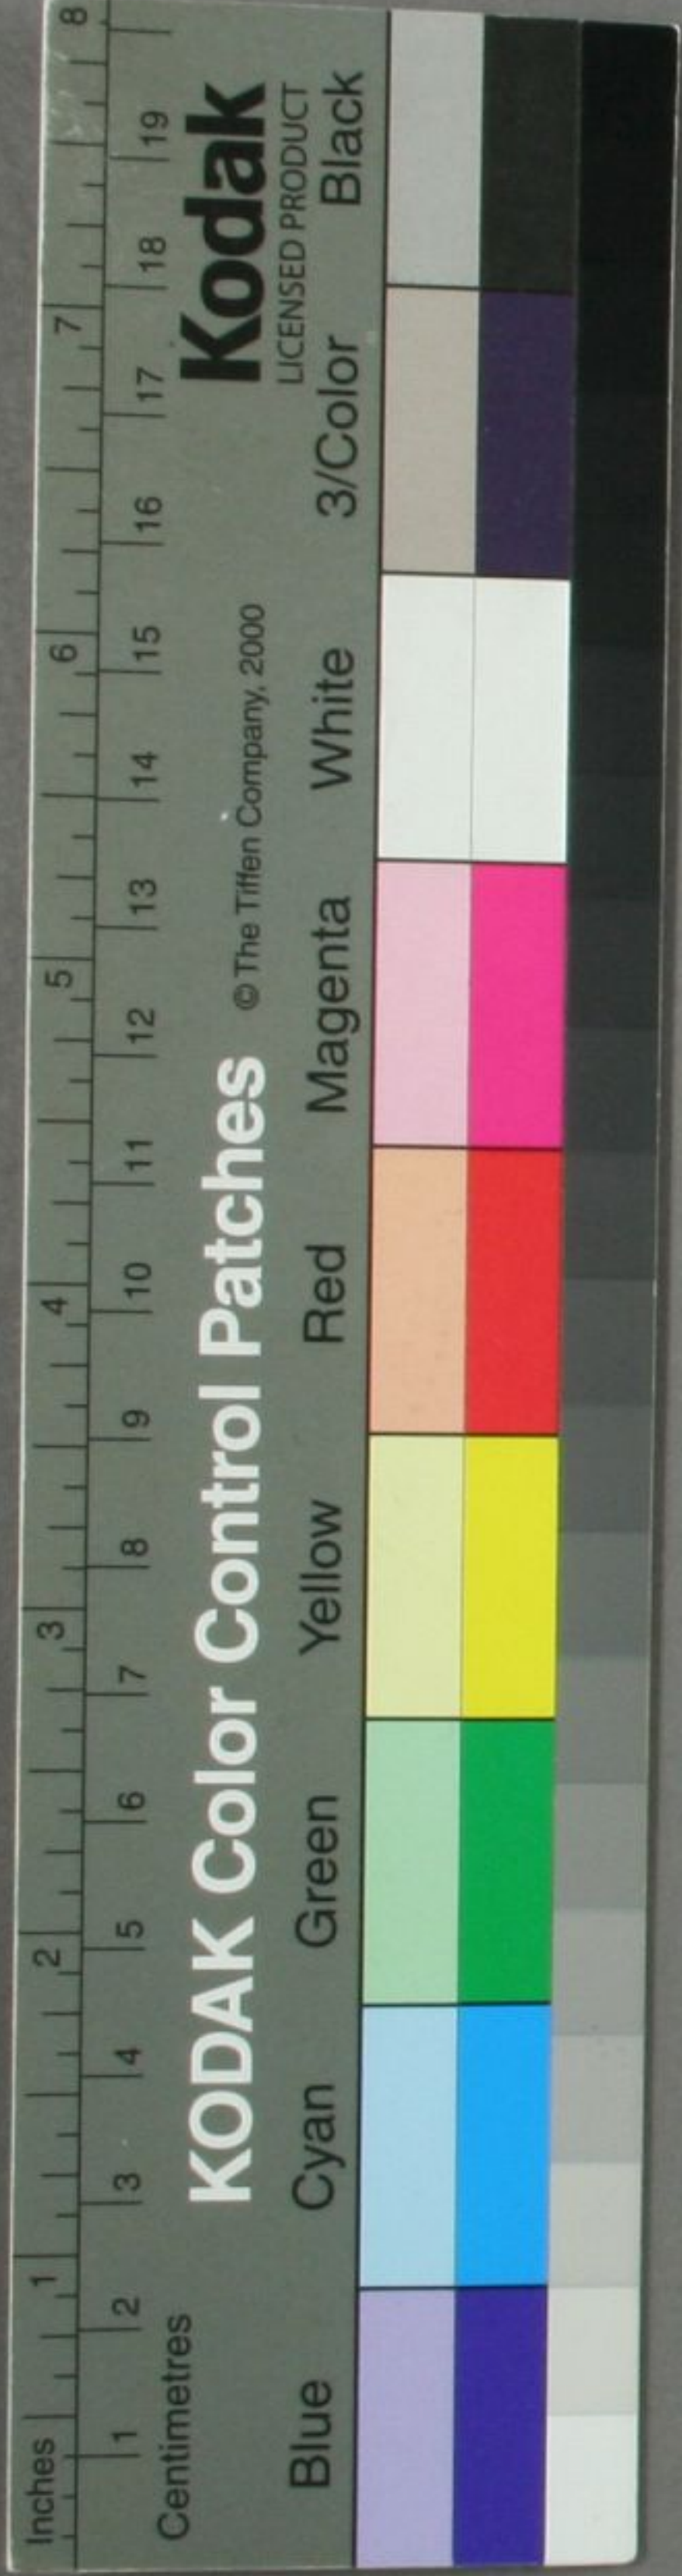 Inches 1 2 3 4 5 6 7 8
1 2 3 4 5 6 7 8 9 10 11 12 13 14 15 16 17 18 19
Centimetres
KODAK Color Control Patches © The Tiffen Company, 2000 Kodak
LICENSED PRODUCT
Blue Cyan Green Yellow Red Magenta White 3/Color Black